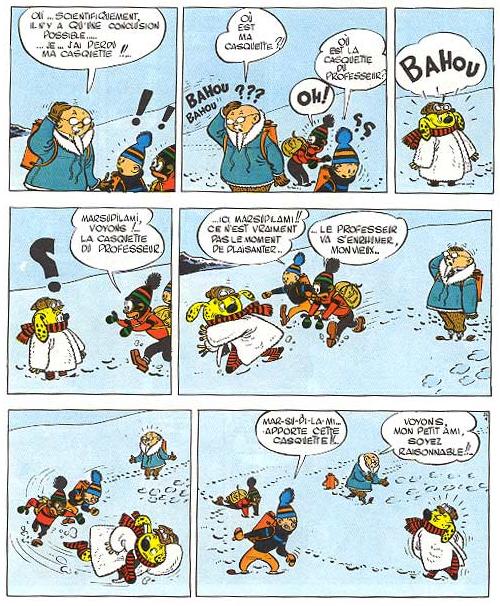 OUI ... SCIENTIFIQUEMENT,
IL N'Y A QU'UNE CONCLUSION
POSSIBLE.....
...JE... J'AI PERDU
MA CASQUETTE !!...
! !
OÙ
EST
MA
CASQUETTE ?!
BAHOU ???
BAHOU
OH!
OÙ
EST LA
CASQUETTE
DU
PROFESSEUR?
BAHOU
?
MARSUPILAMI,
VOYONS !...
LA CASQUETTE
DU PROFESSEUR
...ICI MARSUPILAMI !!
CE N'EST VRAIMENT
PAS LE MOMENT
DE PLAISANTER...
... LE PROFESSEUR
VA S'ENRHUMER,
MON VIEUX...
MAR-SU-PI-LA-MI...
APPORTE CETTE
CASQUETTE !!...
VOYONS,
MON PETIT AMI,
SOYEZ
RAISONNABLE !!...